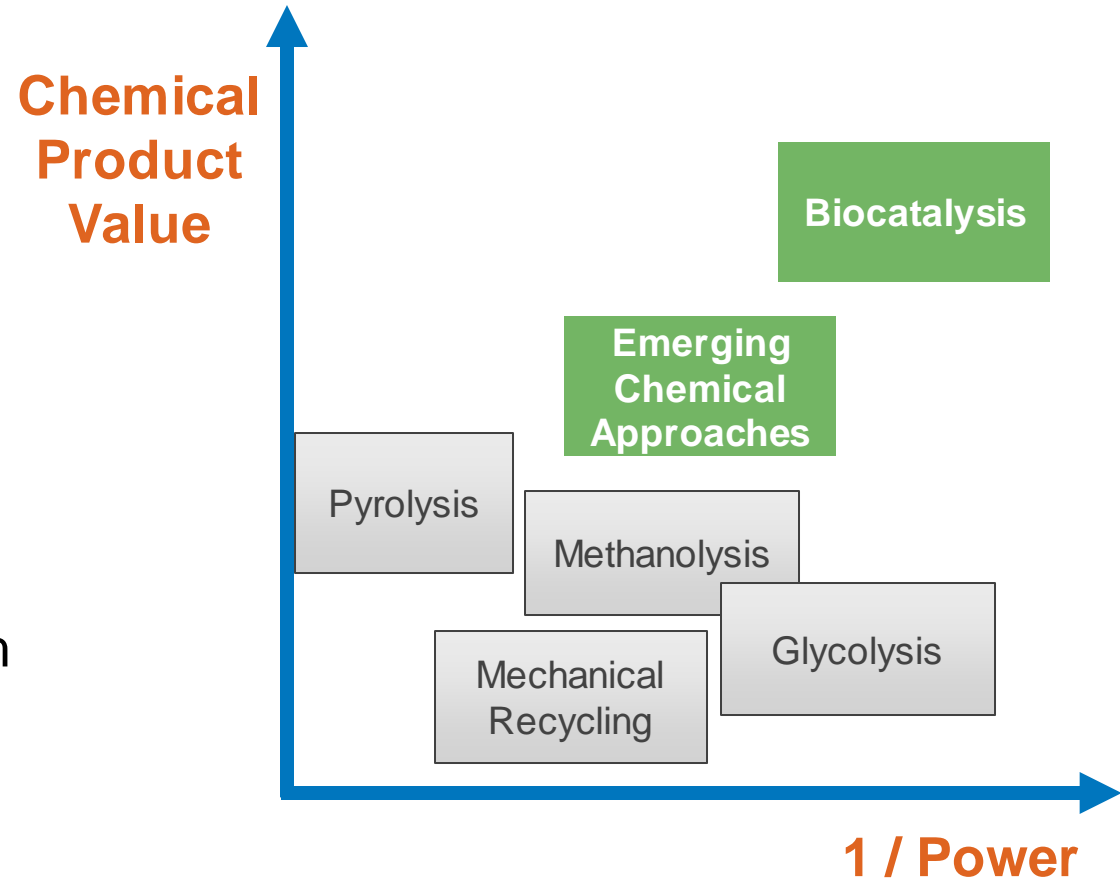 Chemical
Product
Value
Biocatalysis
Emerging
Chemical
Approaches
Pyrolysis
Methanolysis
Glycolysis
Mechanical
Recycling
n
1 / Power